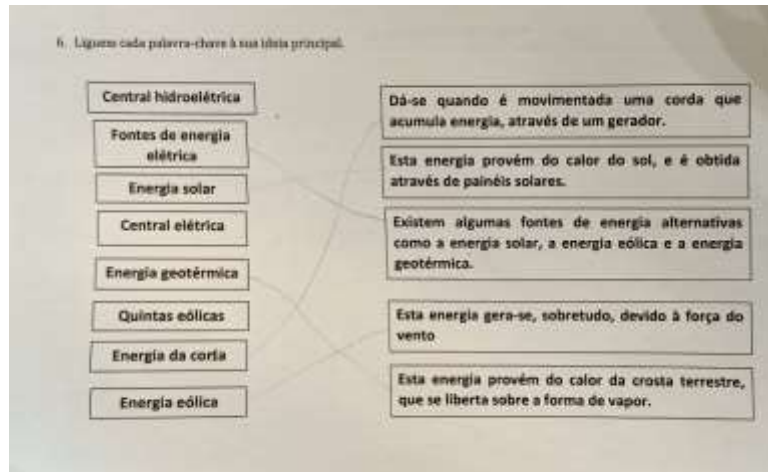 6. Liguem cada palavra-chave à sua ideia principal.
Central hidroelétrica
Fontes de energia
elétrica
Energia solar
Central elétrica
Energia geotérmica
Quintas eólicas
Energia da corda
Energia eólica
Dá-se quando é movimentada uma corda que
acumula energia, através de um gerador.
Esta energia provém do calor do sol, e é obtida
através de painéis solares.
Existem algumas fontes de energia alternativas
como a energia solar, a energia eólica e a energia
geotérmica.
Esta energia gera-se, sobretudo, devido à força do
vento
Esta energia provém do calor da crosta terrestre,
que se liberta sobre a forma de vapor.